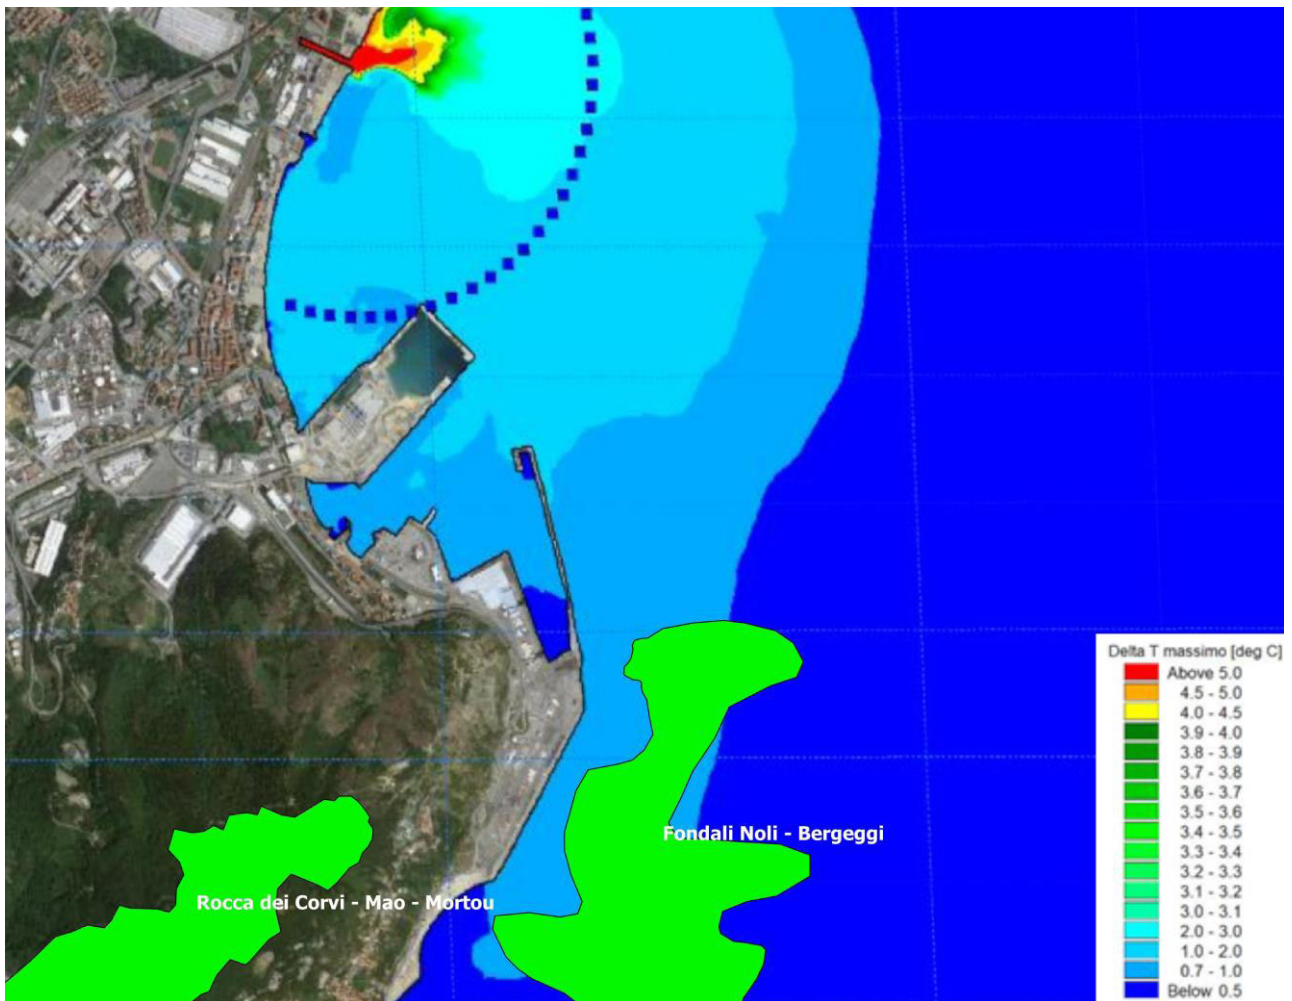 Delta T massimo [deg C]
Above 5.0
4.5 - 5.0
4.0 - 4.5
3.9 - 4.0
3.8 - 3.9
3.7 - 3.8
3.6 - 3.7
3.5 - 3.6
3.4 - 3.5
3.3 - 3.4
3.2 - 3.3
3.1 - 3.2
3.0 - 3.1
2.0 - 3.0
1.0 - 2.0
0.7 - 1.0
Below 0.5
Fondali Noli - Bergeggi
Rocca dei Corvi - Mao - Mortou